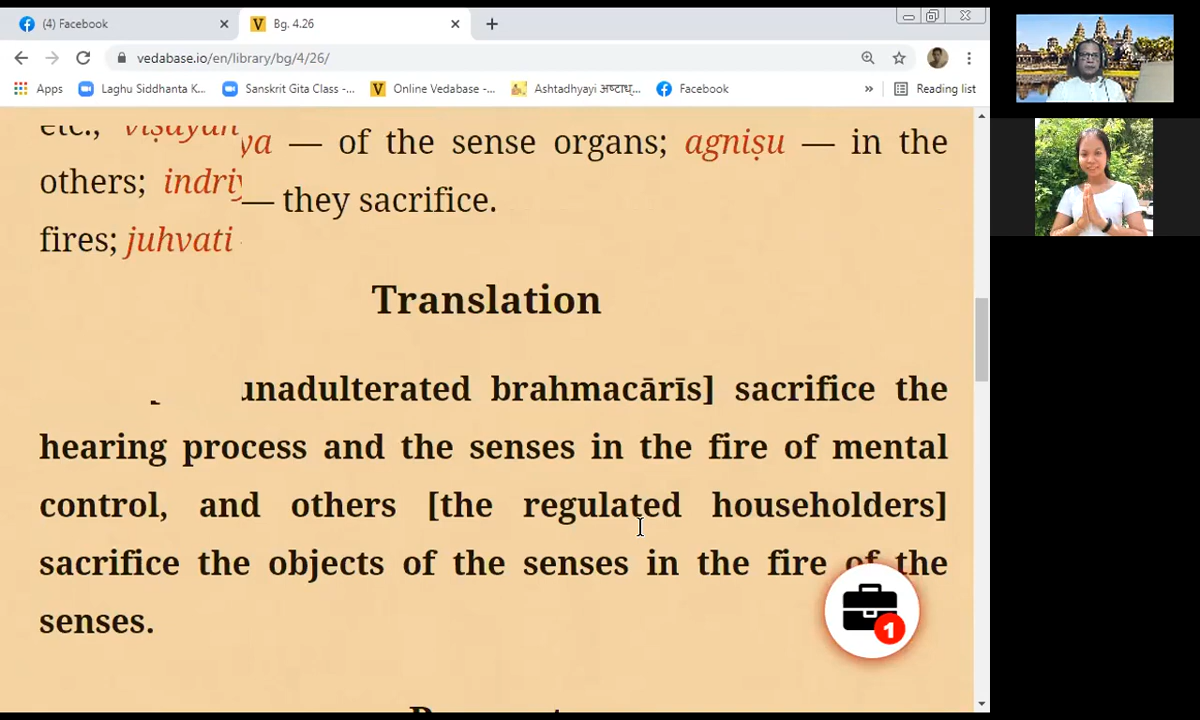 (4) Facebook
Bg. 4.26
vedabase.io/en/library/bg/4/26/
Apps Laghu Siddhanta K... Sanskrit Gita Class -... Online Vedabase -... Ashtadhyayi अष्टाध्... Facebook » Reading list
etc.; viṣayān
ya — of the sense organs; agniṣu — in the
others; indriy
— they sacrifice.
fires; juhvati
Translation
unadulterated brahmacārīs] sacrifice the
hearing process and the senses in the fire of mental
control, and others [the regulated householders]
sacrifice the objects of the senses in the fire of the
senses.
1